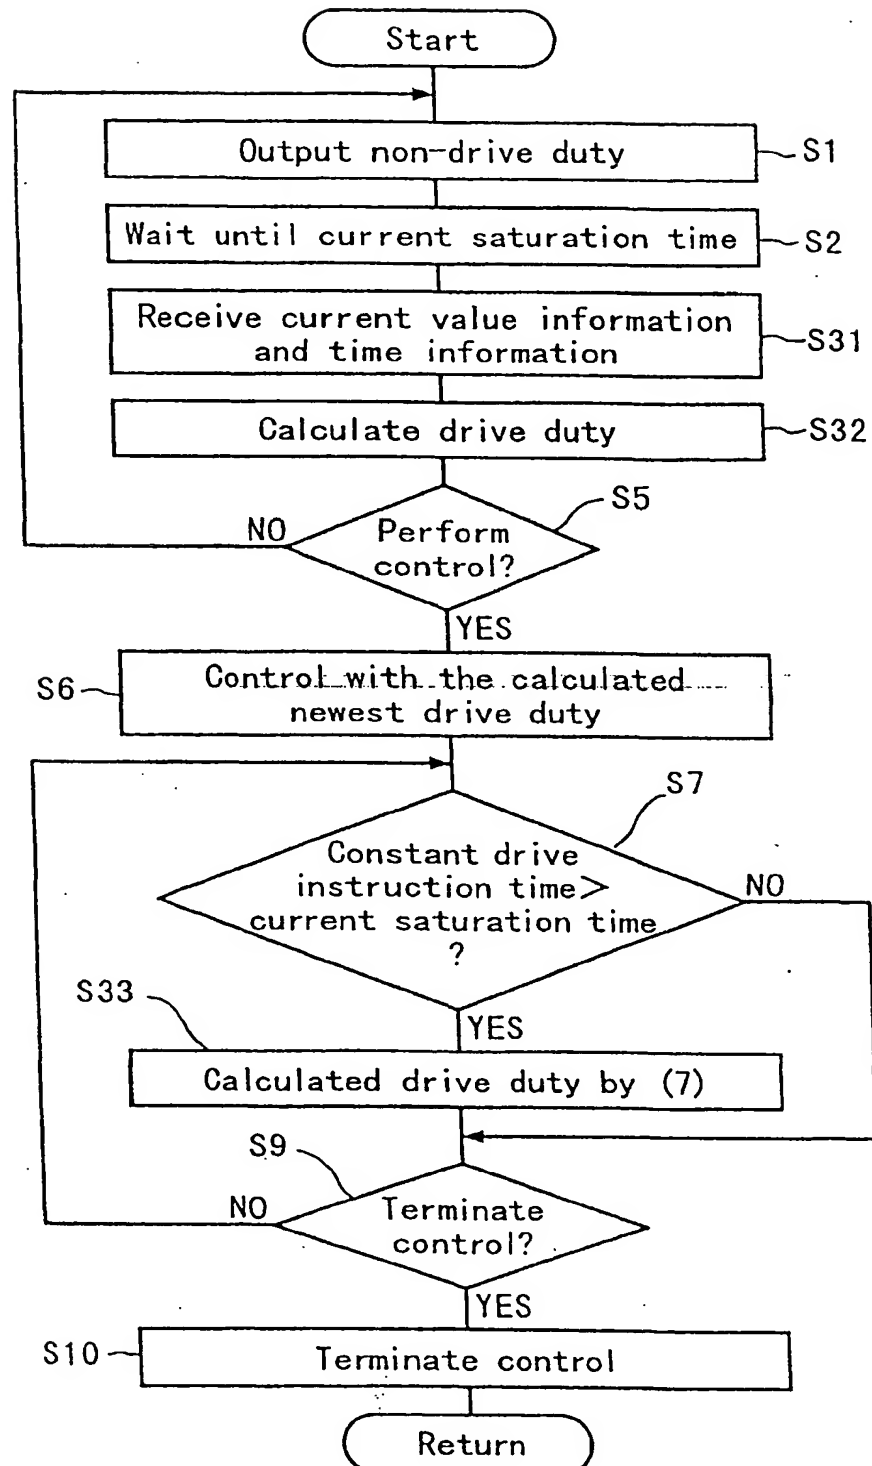 Start
Output non-drive duty
S1
Wait until current saturation time
S2
Receive current value information
and time information
S31
Calculate drive duty
S32
S5
NO
Perform
control?
YES
S6
Control with the calculated
newest drive duty
S7
Constant drive
instruction time>
current saturation time
?
NO
S33
YES
Calculated drive duty by (7)
S9
NO
Terminate
control?
YES
S10
Terminate control
Return